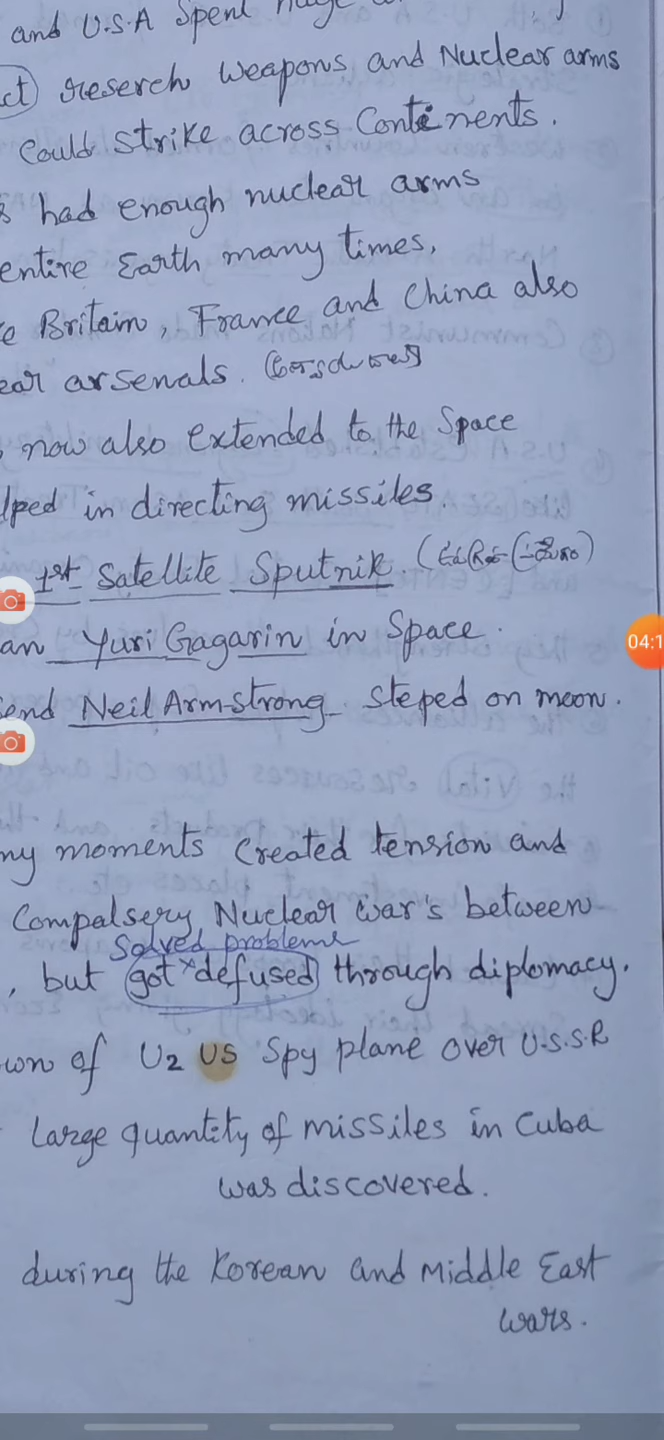 and U.S.A Spent huge
ct) reserch weapons and Nuclear arms
Could Strike across Continents.
had enough nuclear arms
entire Earth many times,
e Britain, France and China also
ear arsenals.
now also extended to the Space
lped in directing missiles.
1st Satellite Sputnik.
an Yuri Gagarin in Space.
end Neil Armstrong Steped on moon.
04:1
ny moments Created tension and
Compalsery Nuclear War's between
Solved problems
, but got defused through diplomacy.
own of U2 US Spy plane over U.S.S.R
Large quantity of missiles in Cuba
was discovered.
during the Korean and Middle East
wars.